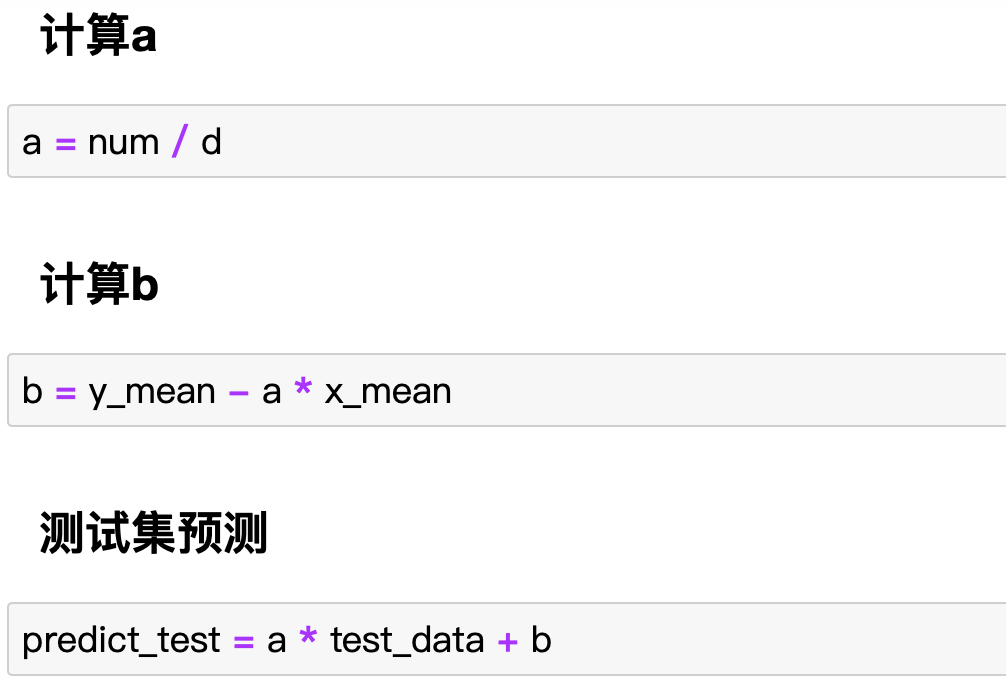 计算a
a = num / d
计算b
b = y_mean - a * x_mean
测试集预测
predict_test = a * test_data + b